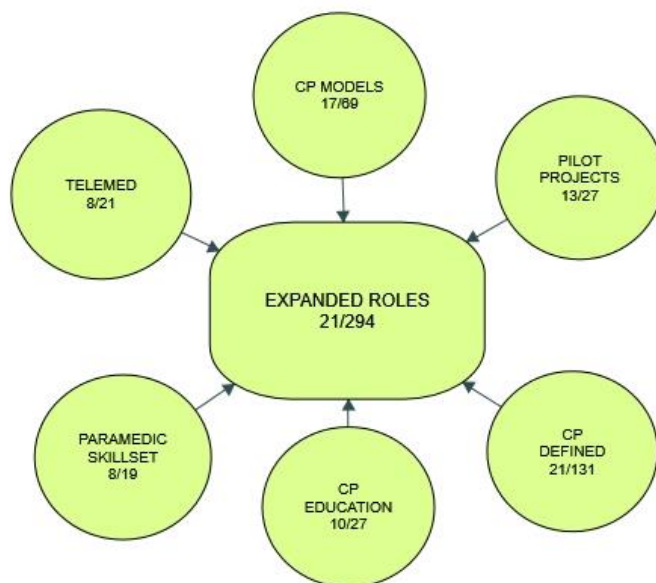 CP MODELS
17/69
TELEMED
8/21
PILOT
PROJECTS
13/27
EXPANDED ROLES
21/294
PARAMEDIC
SKILLSET
8/19
CP
EDUCATION
10/27
CP
DEFINED
21/131